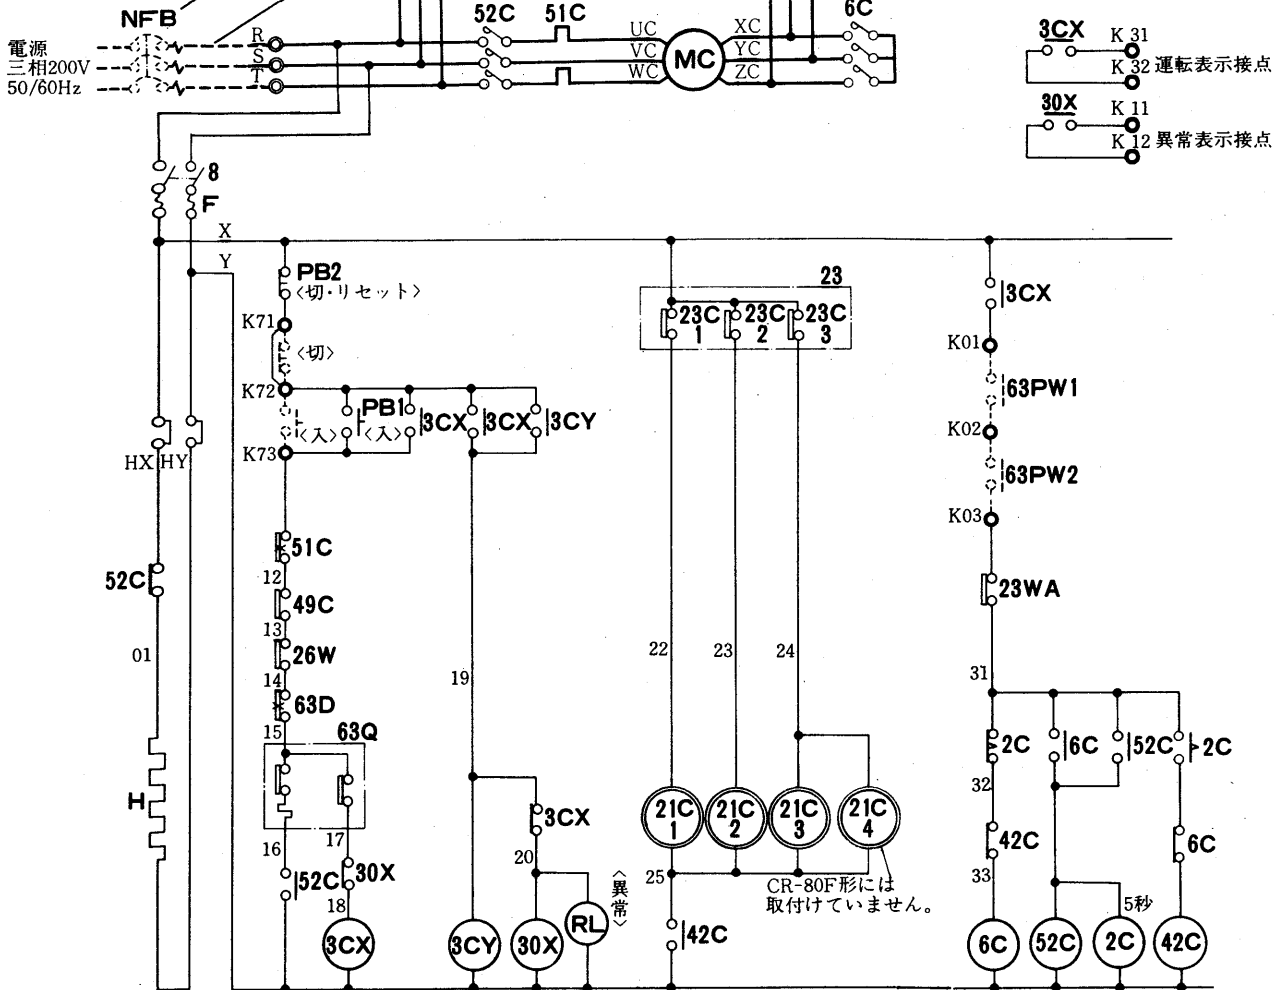 NFB
電源
三相200V
50/60Hz
R
S
T
52C
51C
UC
VC
WC
MC
XC
YC
ZC
6C
3CX
K 31
K 32 運転表示接点
30X
K 11
K 12 異常表示接点
8
F
X
Y
PB2
〈切・リセット〉
K71
〈切〉
K72
〈入〉
PB1
〈入〉
3CX
3CX
3CY
K73
HX HY
51C
12
49C
13
26W
14
63D
15
63Q
16
17
52C
30X
18
3CX
52C
01
H
19
3CX
20
3CY
30X
RL
〈異常〉
23
23C
1
23C
2
23C
3
22
23
24
21C
1
21C
2
21C
3
21C
4
25
CR-80F形には
取付けていません。
42C
3CX
K01
63PW1
K02
63PW2
K03
23WA
31
2C
6C
52C
2C
32
42C
6C
33
5秒
6C
52C
2C
42C